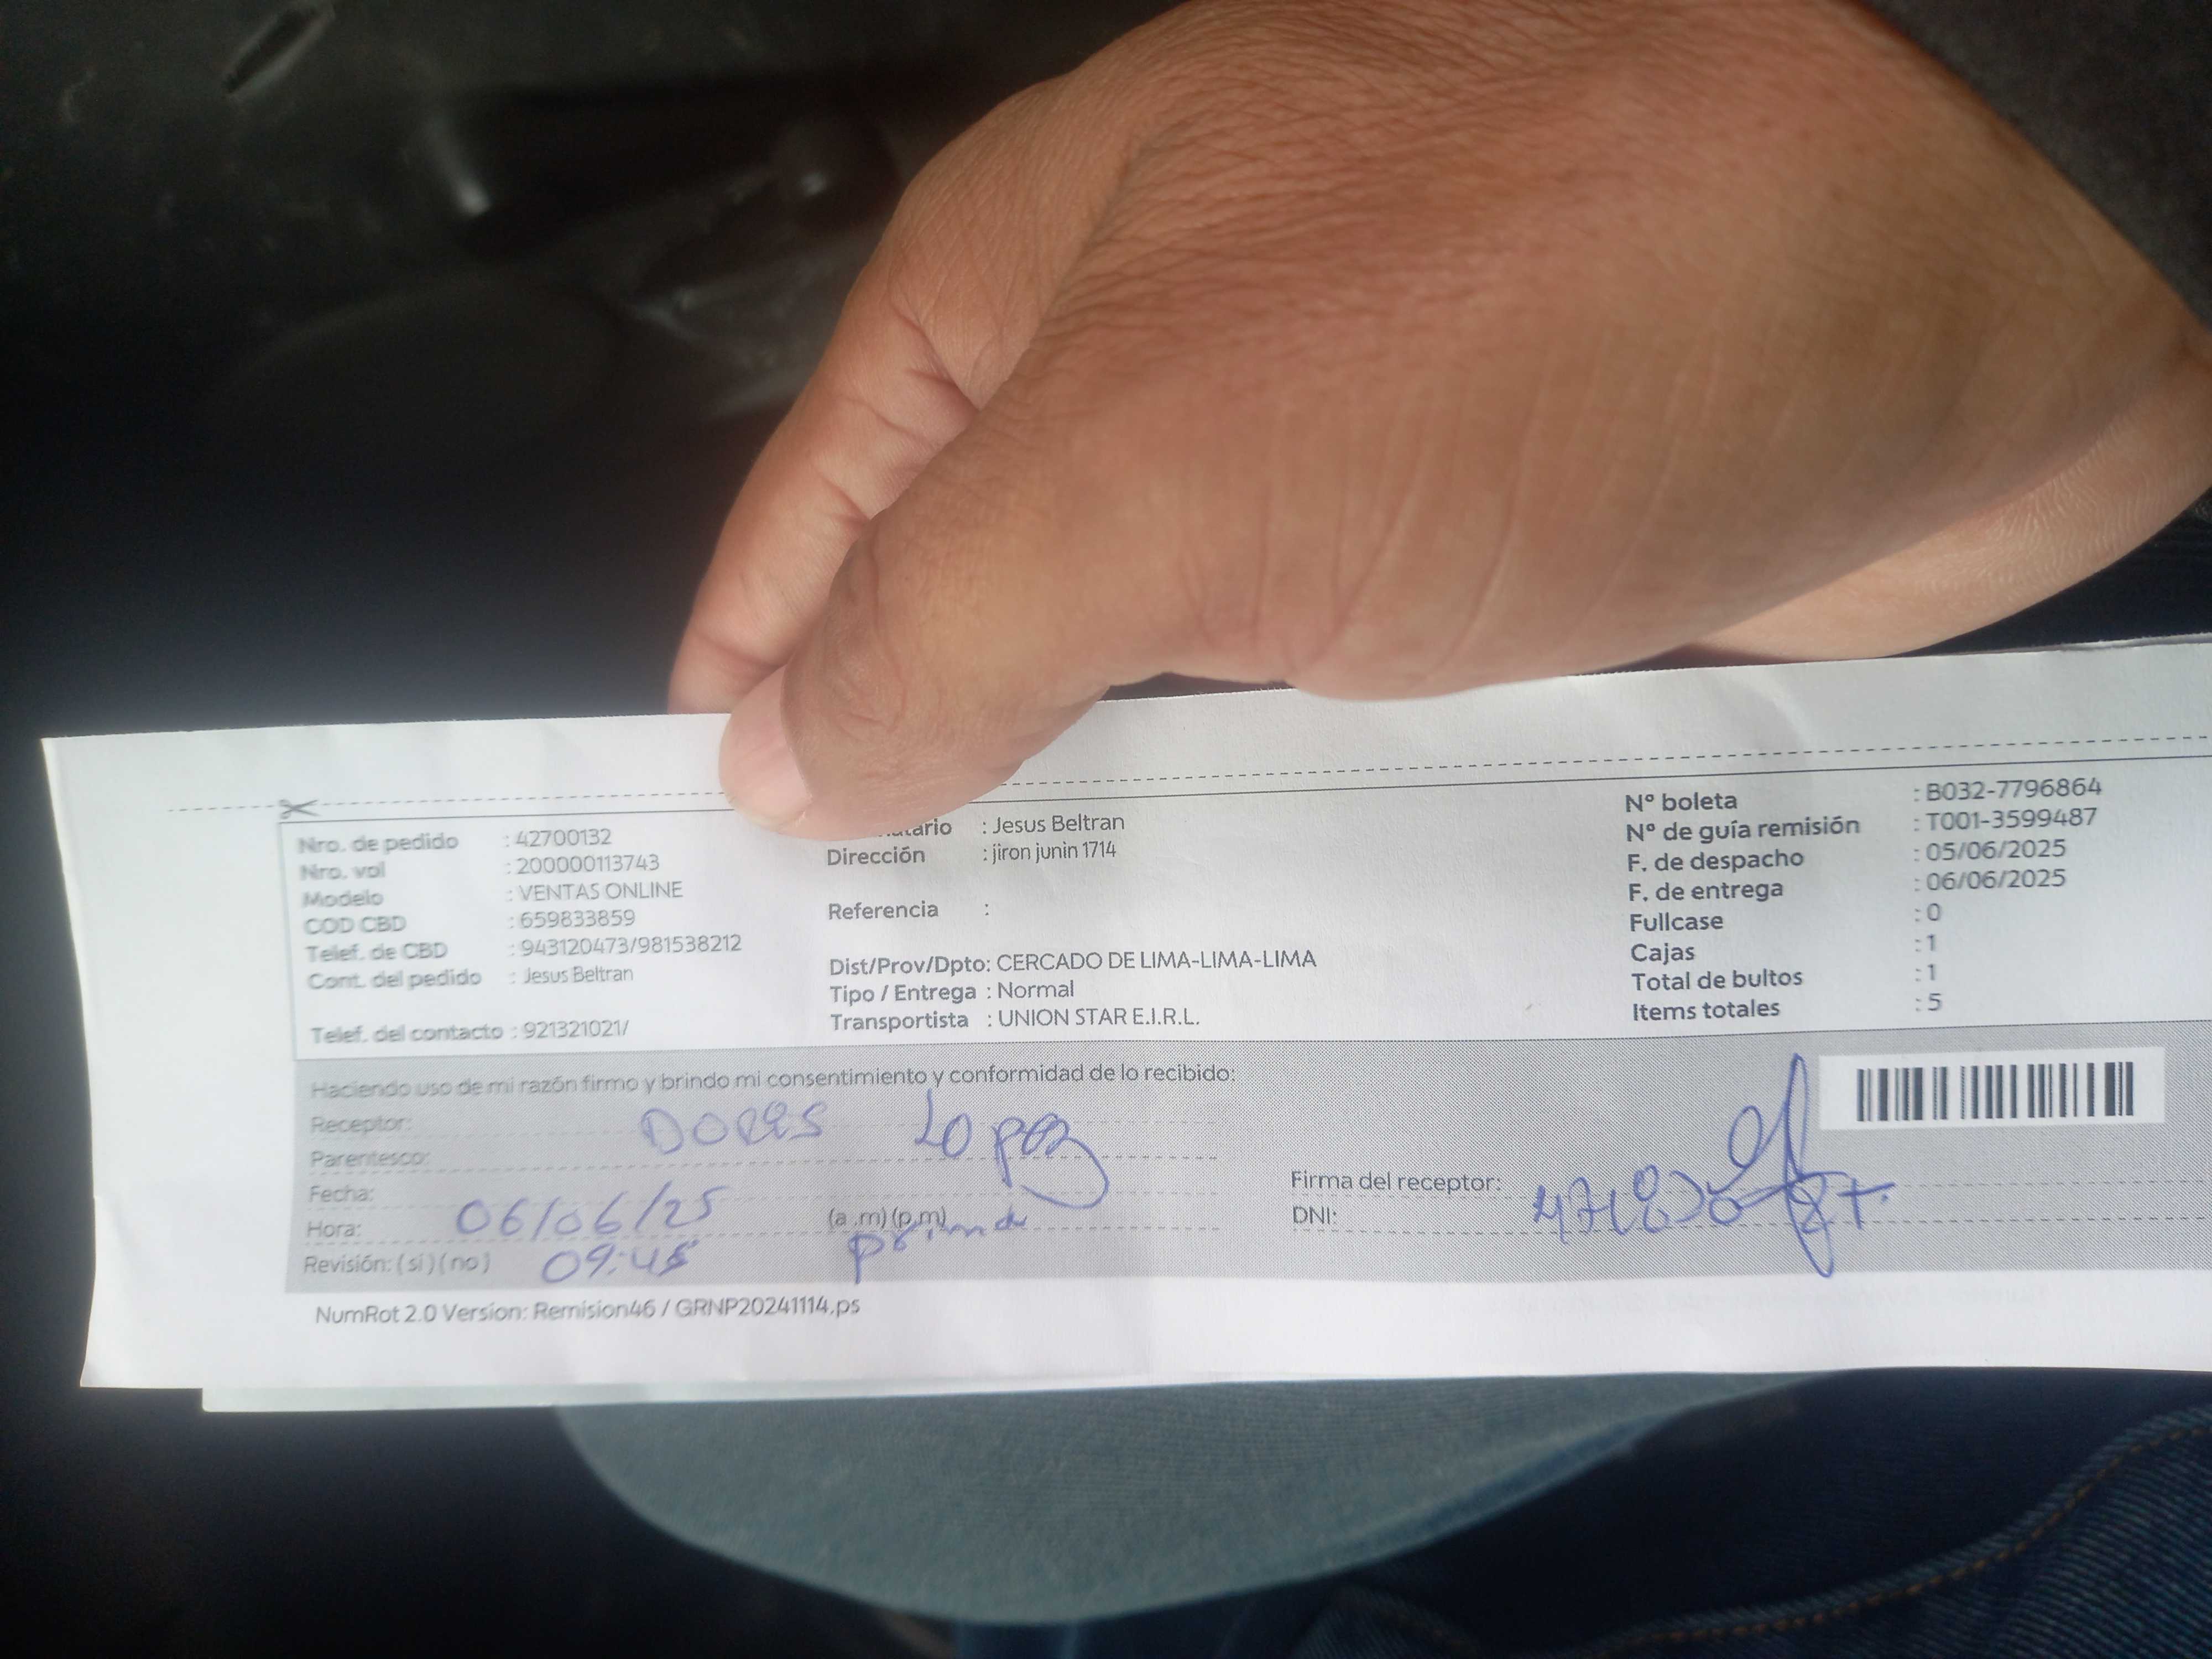 Nro. de pedido : 42700132
Nro. vol : 200000113743
Modelo : VENTAS ONLINE
COD CBD : 659833859
Telef. de CBD : 943120473/981538212
Cont. del pedido : Jesus Beltran
Telef. del contacto : 921321021/
: Jesus Beltran
Dirección : jiron junin 1714
Referencia :
Dist/Prov/Dpto: CERCADO DE LIMA-LIMA-LIMA
Tipo / Entrega : Normal
Transportista : UNION STAR E.I.R.L.
N° boleta : B032-7796864
N° de guía remisión : T001-3599487
F. de despacho : 05/06/2025
F. de entrega : 06/06/2025
Fullcase : 0
Cajas : 1
Total de bultos : 1
Items totales : 5
Haciendo uso de mi razón firmo y brindo mi consentimiento y conformidad de lo recibido:
Receptor: Lopez
Parentesco:
Fecha: 06/06/25
Hora: (a.m)(p.m)
Revisión: (si)(no) 09:45
Firma del receptor:
DNI:
NumRot 2.0 Version: Remision46 / GRNP20241114.ps